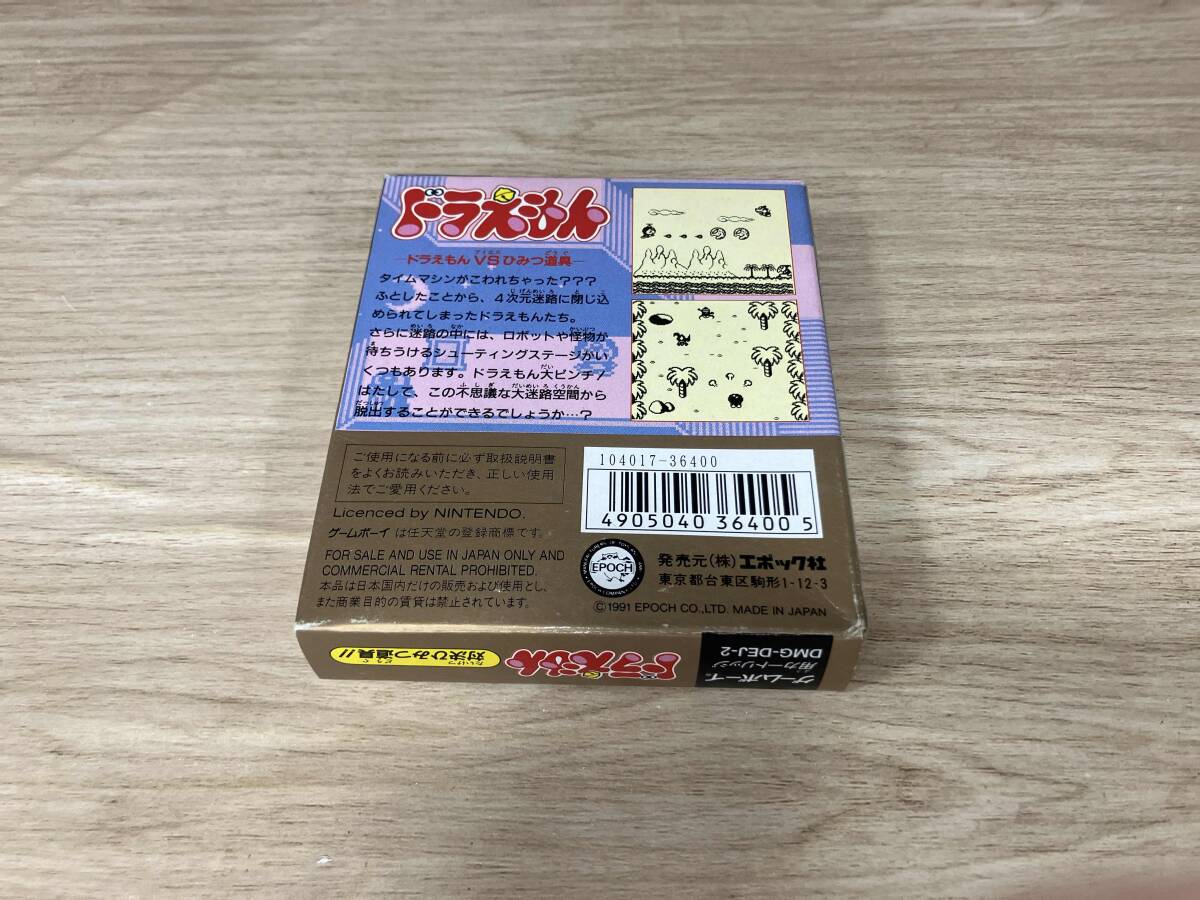 ドラえもん
ードラえもんVSひみつ道具ー
タイムマシンがこわれちゃった???
ふとしたことから、4次元迷路に閉じ込
められてしまったドラえもんたち。
さらに迷路の中には、ロボットや怪物が
待ちうけるシューティングステージがい
くつもあります。ドラえもん大ピンチ!
はたして、この不思議な大迷路空間から
脱出することができるでしょうか…?
ご使用になる前に必ず取扱説明書
をよくお読みいただき、正しい使用
法でご愛用ください。
Licenced by NINTENDO.
ゲームボーイは任天堂の登録商標です。
FOR SALE AND USE IN JAPAN ONLY AND
COMMERCIAL RENTAL PROHIBITED.
本品は日本国内だけの販売および使用とし、
また商業目的の賃貸は禁止されています。
104017-36400
4905040 364005
EPOCH
発売元(株)エポック社
東京都台東区駒形1-12-3
©1991 EPOCH CO.,LTD. MADE IN JAPAN
ゲームボーイ
用カートリッジ
DMG-DEJ-2
ドラえもん
対決ひみつ道具!!